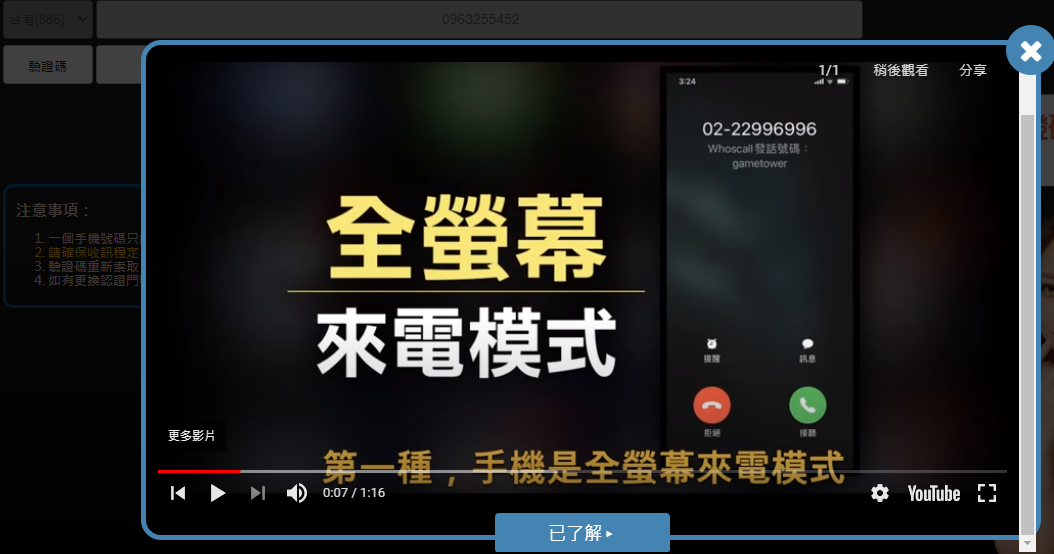 台灣(886)
0963255452
驗證碼
1/1
稍後觀看
分享
3:24
02-22996996
Whoscall 發話號碼：
gametower
全螢幕
來電模式
注意事項：
1. 一個手機號碼只
2. 請確保收訊穩定
3. 驗證碼重新索取
4. 如有更換認證門
提醒
訊息
拒絕
接聽
更多影片
第一種，手機是全螢幕來電模式
0:07 / 1:16
YouTube
已了解 ▸